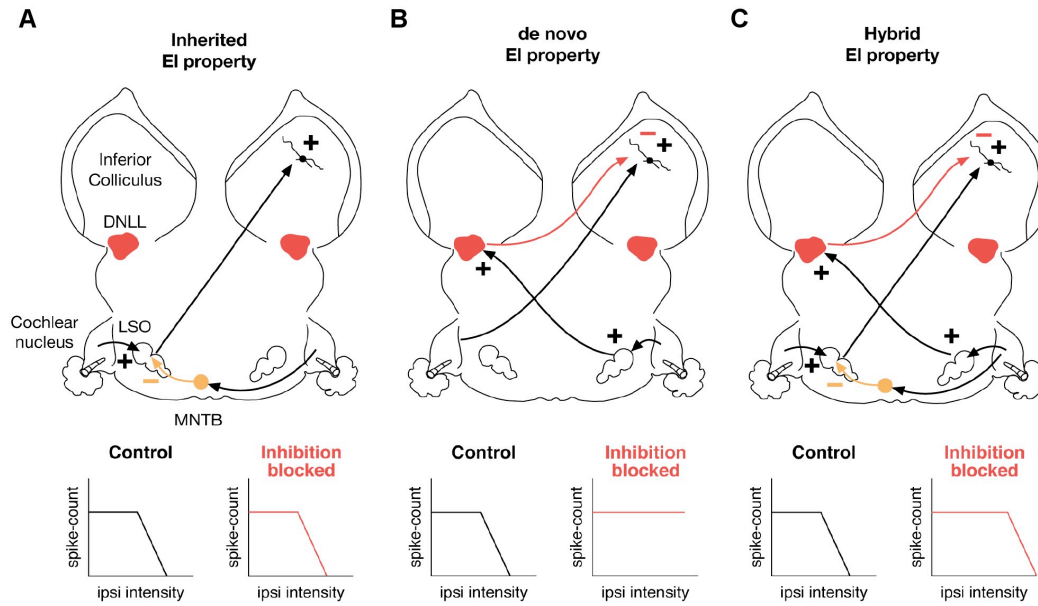 A
Inherited
EI property
Inferior
Colliculus
DNLL
Cochlear
nucleus
LSO
MNTB
+
+
−
Control
spike-count
ipsi intensity
Inhibition
blocked
spike-count
ipsi intensity
B
de novo
EI property
−
+
+
+
Control
spike-count
ipsi intensity
Inhibition
blocked
spike-count
ipsi intensity
C
Hybrid
EI property
−
+
+
+
+
−
Control
spike-count
ipsi intensity
Inhibition
blocked
spike-count
ipsi intensity